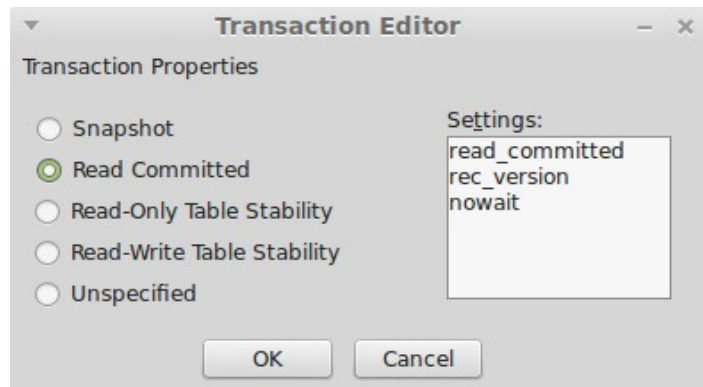 Transaction Editor
Transaction Properties
Snapshot
Read Committed
Read-Only Table Stability
Read-Write Table Stability
Unspecified
Settings:
read_committed
rec_version
nowait
OK
Cancel